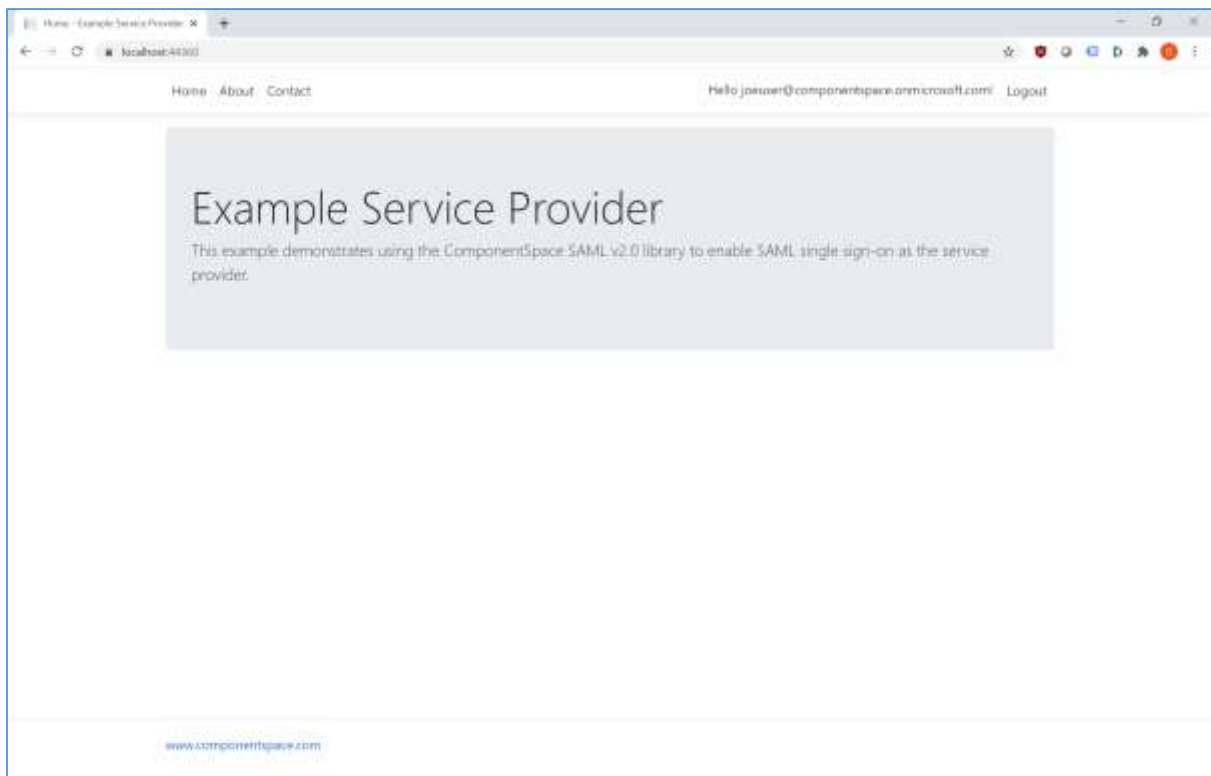 Home - Example Service Provider
localhost:44360
Home About Contact
Hello joeuser@componentspace.onmicrosoft.com! Logout
Example Service Provider
This example demonstrates using the ComponentSpace SAML v2.0 library to enable SAML single sign-on as the service
provider.
www.componentspace.com